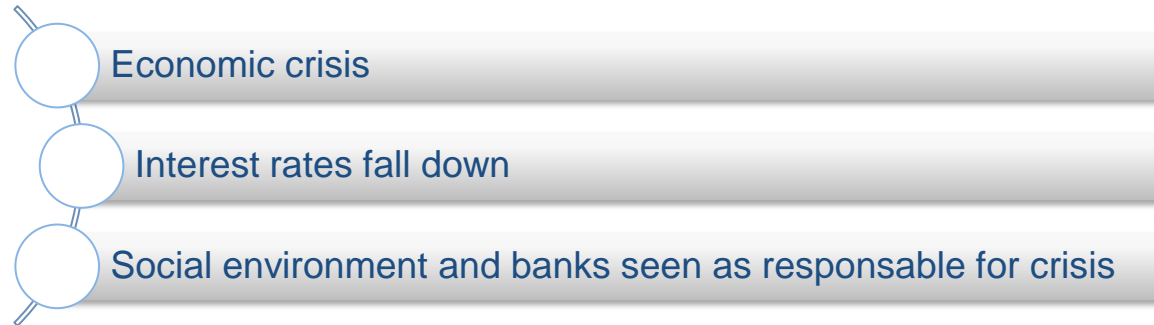 Economic crisis
Interest rates fall down
Social environment and banks seen as responsable for crisis